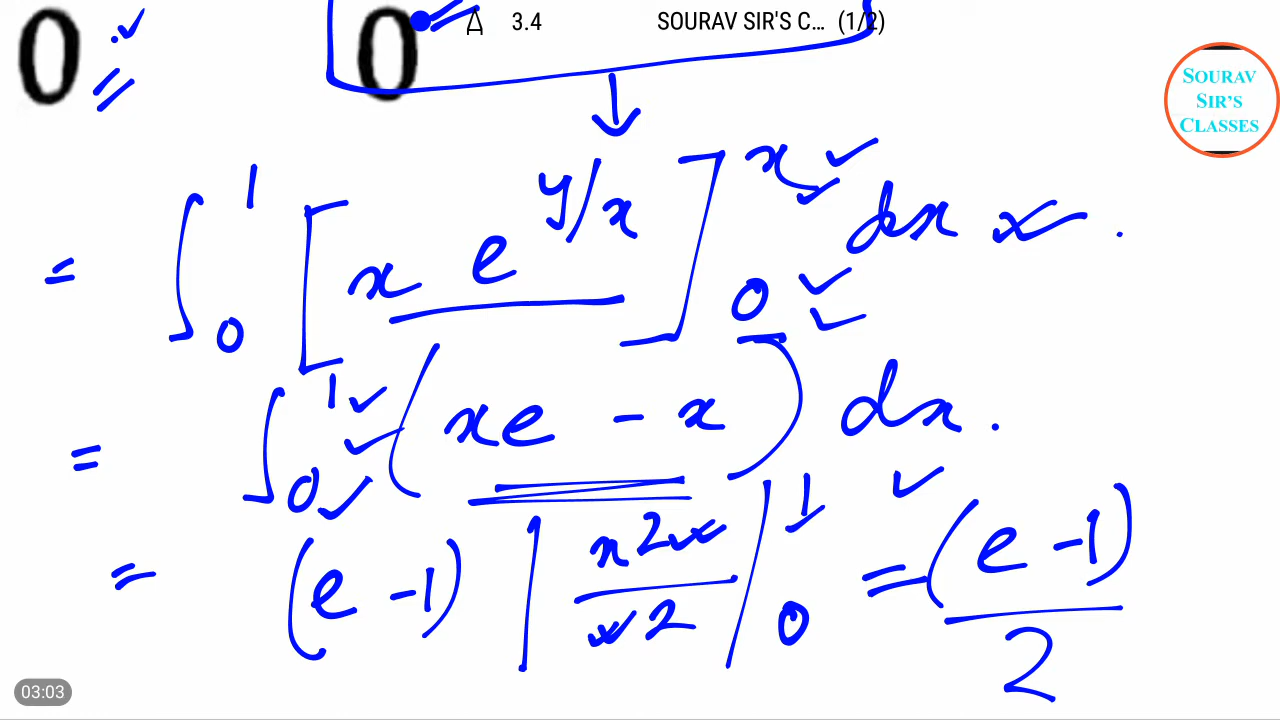 0 0 3.4 SOURAV SIR'S C... (1/2)
SOURAV
SIR'S
CLASSES
= ∫₀¹ [x e^{y/x}]₀ˣ dx.
= ∫₀¹ (xe - x) dx.
= (e - 1) | x²/2 |₀¹ = (e - 1)/2
03:03